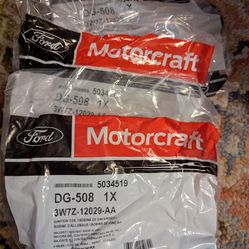 Ford
Motorcraft
5034519
DG-508 1X
3W7Z-12029-AA
Ford
Motorcraft
5034519
DG-508 1X
3W7Z-12029-AA